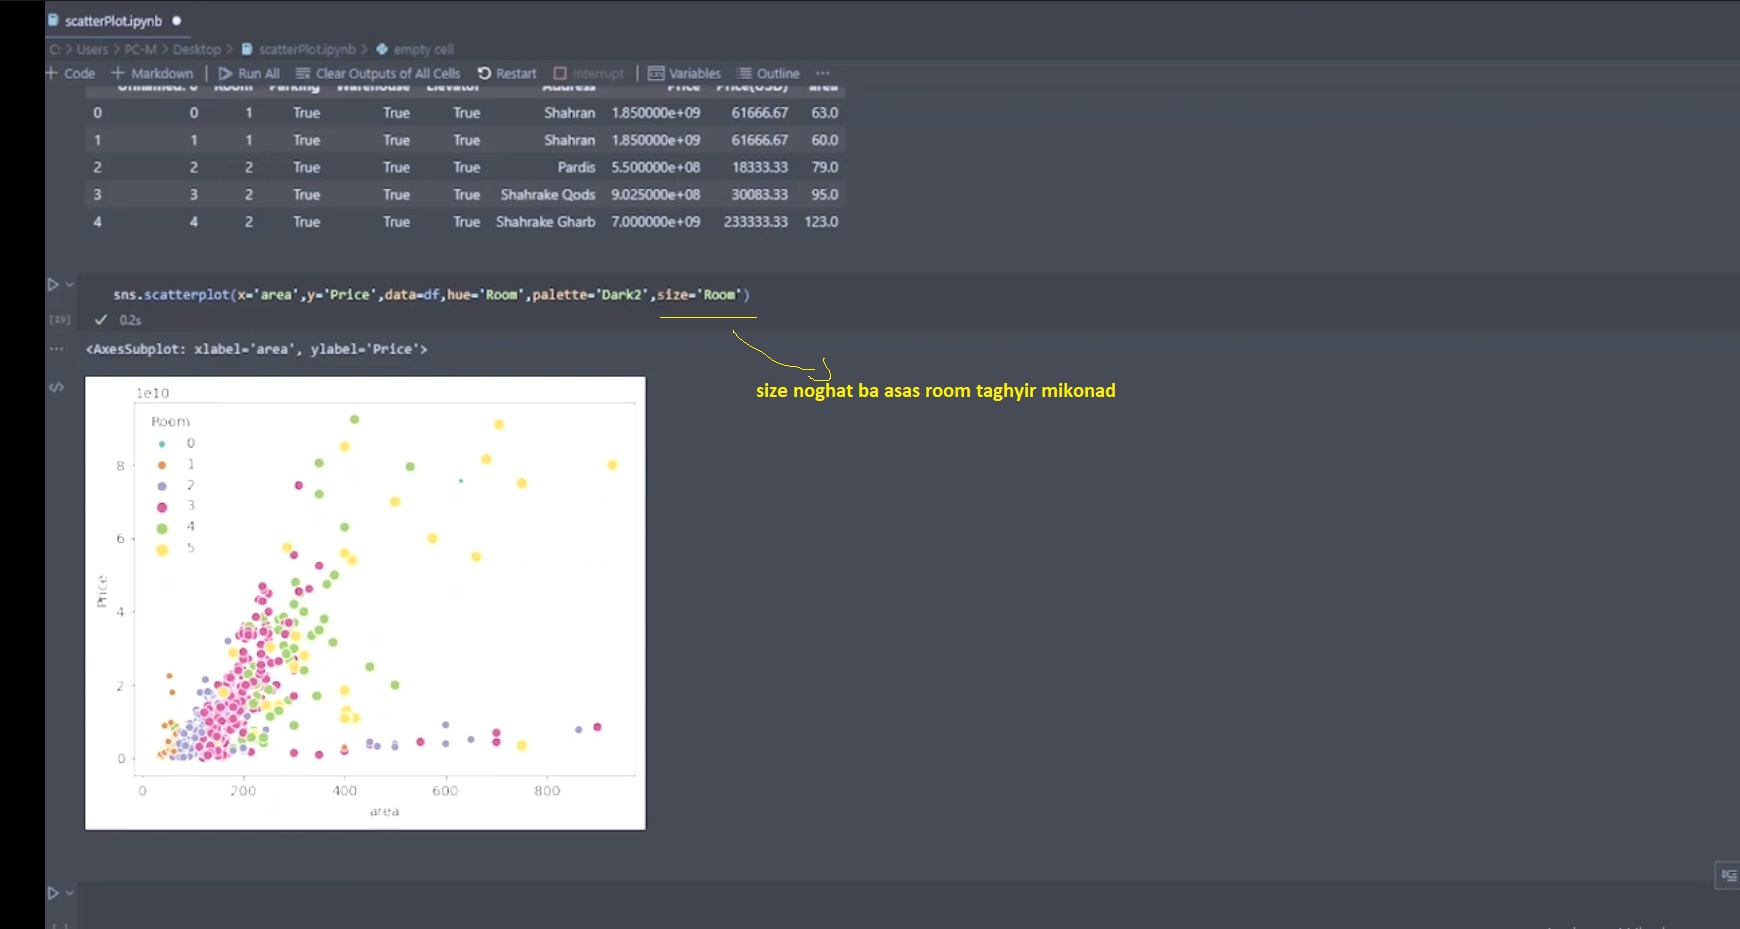 scatterPlot.ipynb ●
C: > Users > PC-M > Desktop > scatterPlot.ipynb > empty cell
+ Code + Markdown | Run All Clear Outputs of All Cells Restart Interrupt | Variables Outline ...
Unnamed: 0 Room Parking Warehouse Elevator Address Price Price(USD) area
0 0 1 True True True Shahran 1.850000e+09 61666.67 63.0
1 1 1 True True True Shahran 1.850000e+09 61666.67 60.0
2 2 2 True True True Pardis 5.500000e+08 18333.33 79.0
3 3 2 True True True Shahrake Qods 9.025000e+08 30083.33 95.0
4 4 2 True True True Shahrake Gharb 7.000000e+09 233333.33 123.0
sns.scatterplot(x='area',y='Price',data=df,hue='Room',palette='Dark2',size='Room')
[19] ✓ 0.2s
... <AxesSubplot: xlabel='area', ylabel='Price'>
size noghat ba asas room taghyir mikonad
1e10
Room
0
1
2
3
4
5
8
6
4
2
0
Price
0 200 400 600 800
area